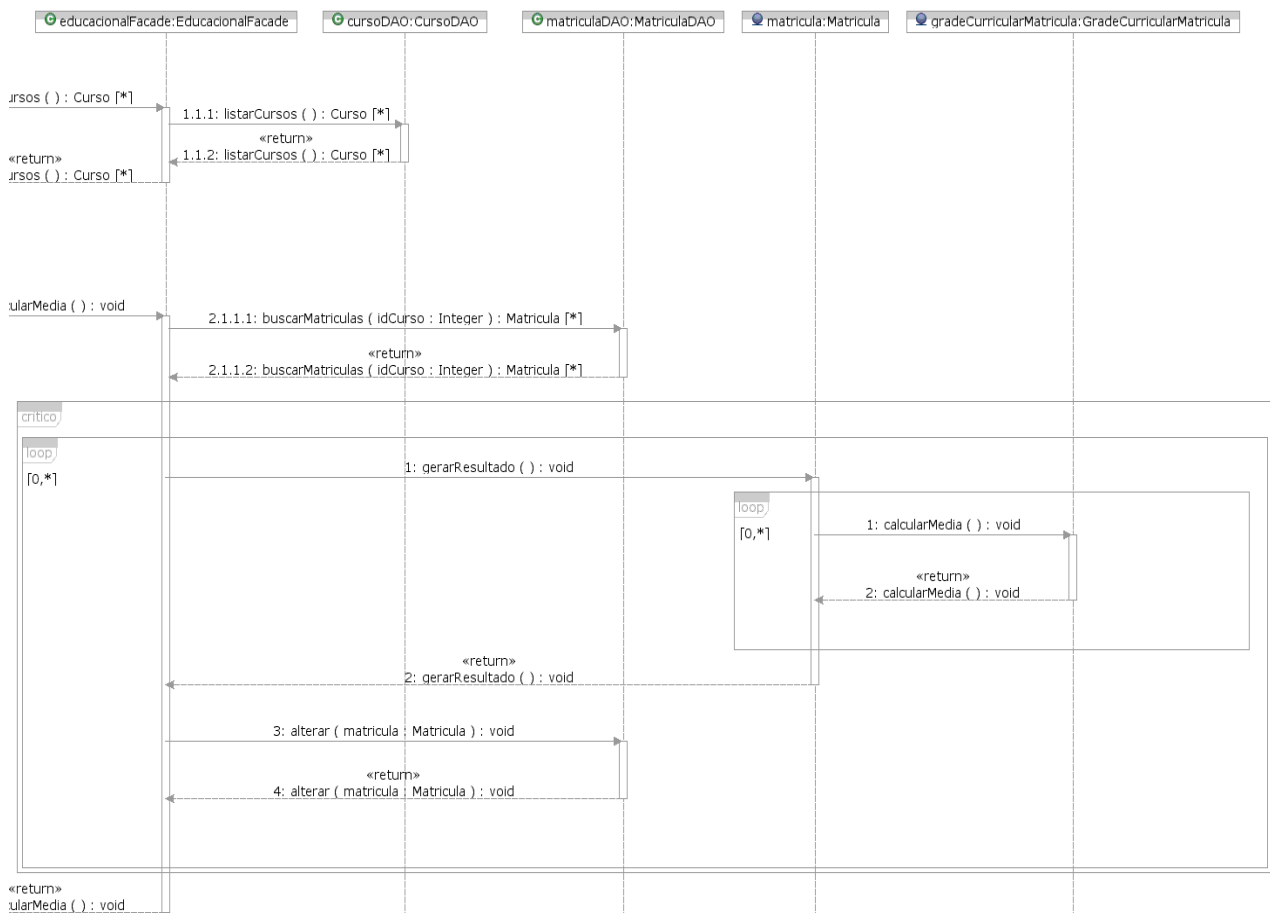 educacionalFacade:EducacionalFacade
cursoDAO:CursoDAO
matriculaDAO:MatriculaDAO
matricula:Matricula
gradeCurricularMatricula:GradeCurricularMatricula
ursos ( ) : Curso [*]
1.1.1: listarCursos ( ) : Curso [*]
«return»
1.1.2: listarCursos ( ) : Curso [*]
«return»
ursos ( ) : Curso [*]
cularMedia ( ) : void
2.1.1.1: buscarMatriculas ( idCurso : Integer ) : Matricula [*]
«return»
2.1.1.2: buscarMatriculas ( idCurso : Integer ) : Matricula [*]
critico
loop
[0,*]
1: gerarResultado ( ) : void
loop
[0,*]
1: calcularMedia ( ) : void
«return»
2: calcularMedia ( ) : void
«return»
2: gerarResultado ( ) : void
3: alterar ( matricula : Matricula ) : void
«return»
4: alterar ( matricula : Matricula ) : void
«return»
cularMedia ( ) : void